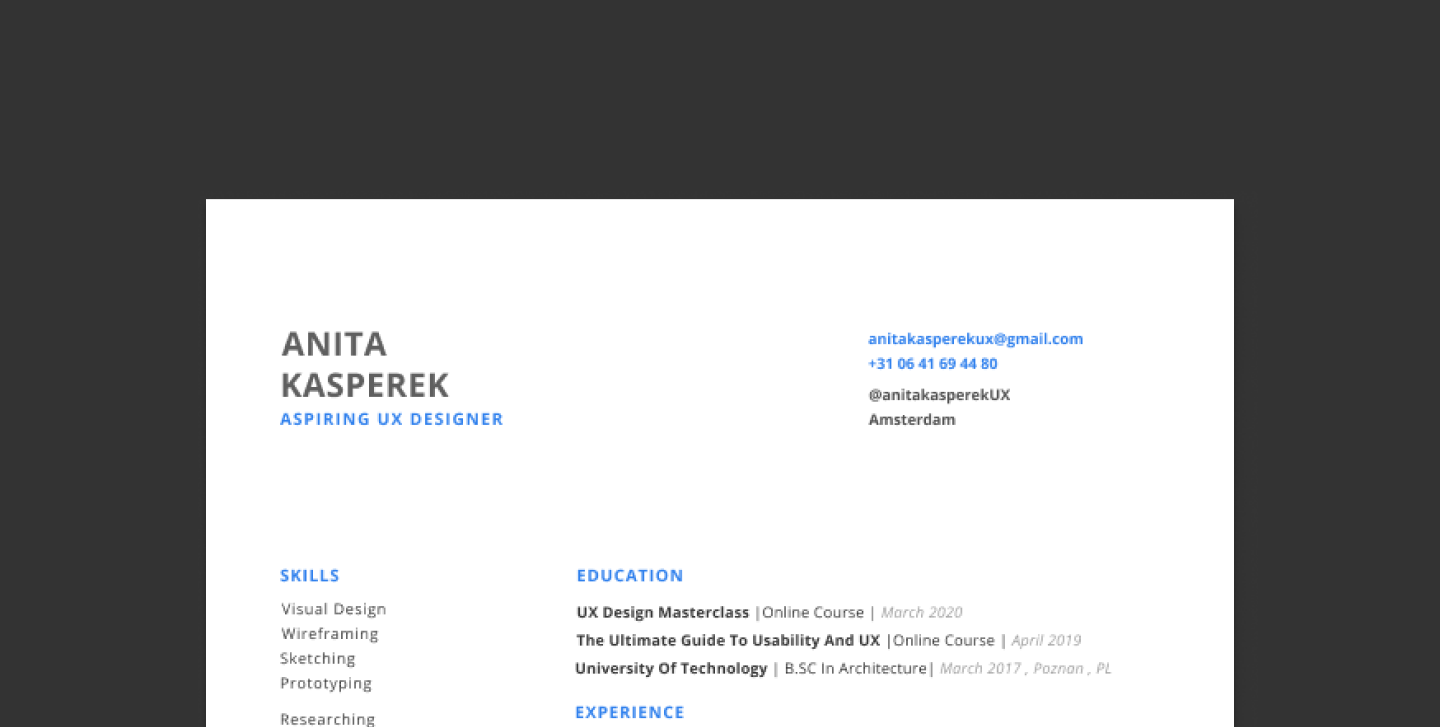 ANITA
KASPEREK
ASPIRING UX DESIGNER
anitakasperekux@gmail.com
+31 06 41 69 44 80
@anitakasperekUX
Amsterdam
SKILLS
Visual Design
Wireframing
Sketching
Prototyping
Researching
EDUCATION
UX Design Masterclass |Online Course | March 2020
The Ultimate Guide To Usability And UX |Online Course | April 2019
University Of Technology | B.SC In Architecture| March 2017 , Poznan , PL
EXPERIENCE